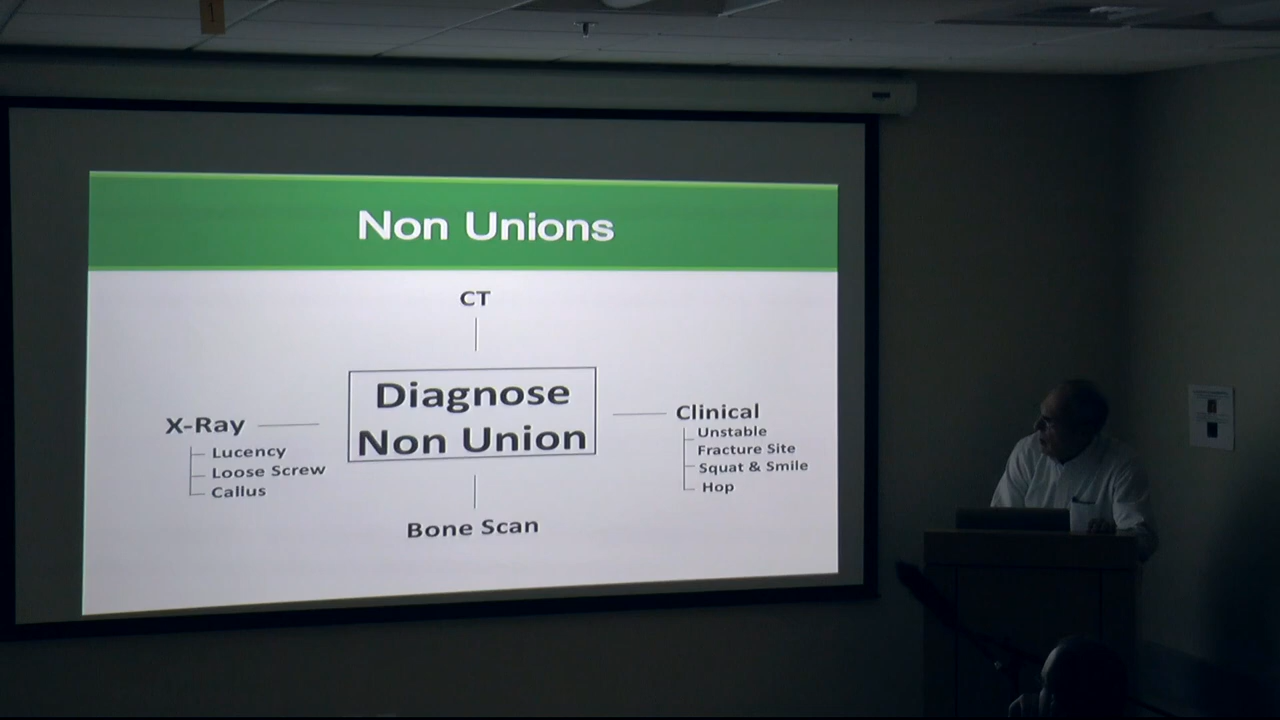 1
Non Unions
CT
Diagnose
Non Union
X-Ray
Lucency
Loose Screw
Callus
Clinical
Unstable
Fracture Site
Squat & Smile
Hop
Bone Scan